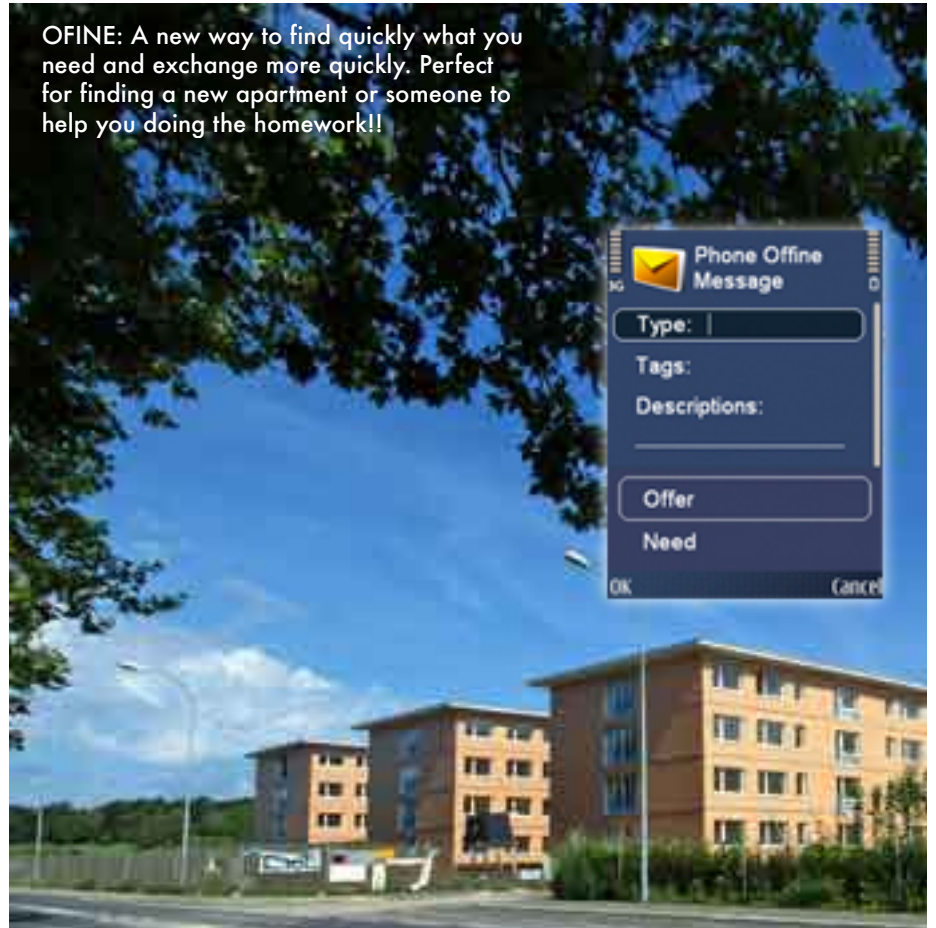 OFINE: A new way to find quickly what you
need and exchange more quickly. Perfect
for finding a new apartment or someone to
help you doing the homework!!
Phone Offine
Message
3G
Type:
Tags:
Descriptions:
Offer
Need
OK Cancel